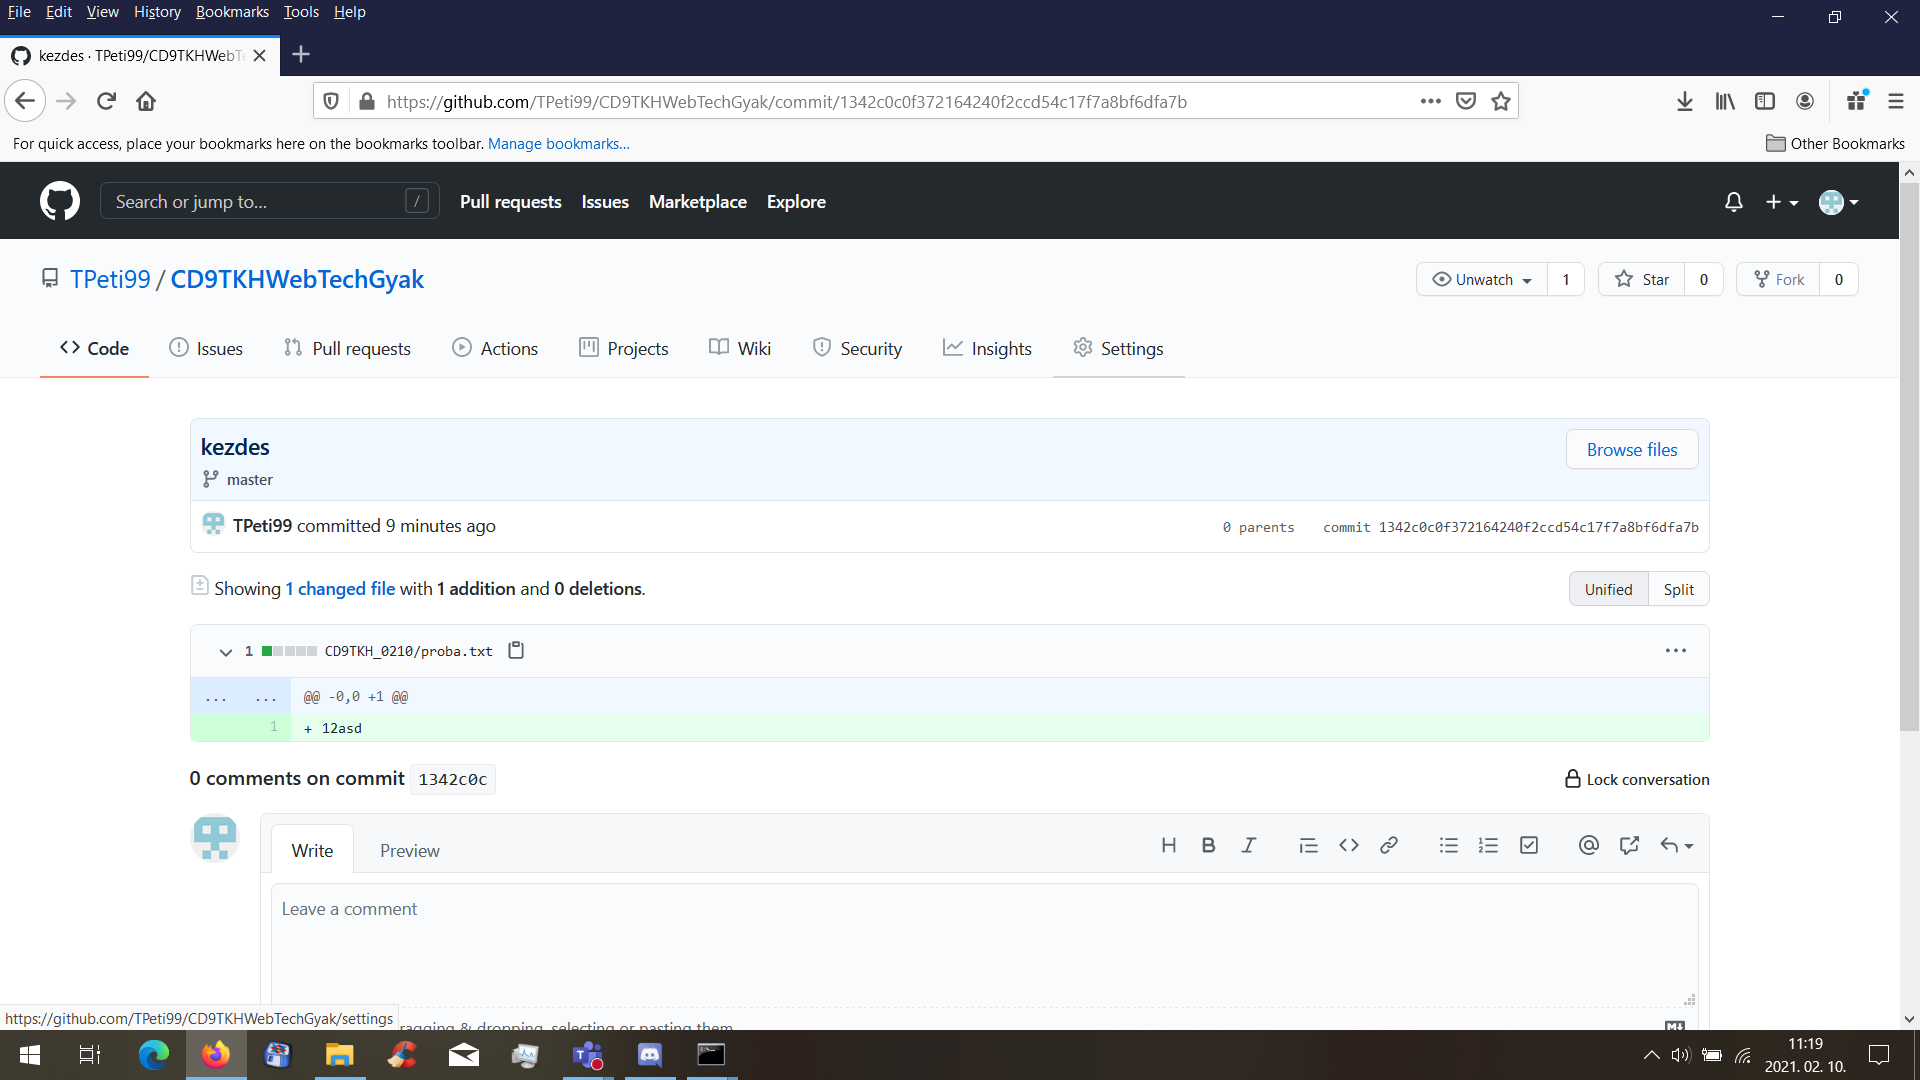 File Edit View History Bookmarks Tools Help
kezdes · TPeti99/CD9TKHWebT
https://github.com/TPeti99/CD9TKHWebTechGyak/commit/1342c0c0f372164240f2ccd54c17f7a8bf6dfa7b
For quick access, place your bookmarks here on the bookmarks toolbar. Manage bookmarks...
Other Bookmarks
Search or jump to... /
Pull requests Issues Marketplace Explore
TPeti99 / CD9TKHWebTechGyak
Unwatch 1 Star 0 Fork 0
Code Issues Pull requests Actions Projects Wiki Security Insights Settings
kezdes
Browse files
master
TPeti99 committed 9 minutes ago
0 parents commit 1342c0c0f372164240f2ccd54c17f7a8bf6dfa7b
Showing 1 changed file with 1 addition and 0 deletions.
Unified Split
1 CD9TKH_0210/proba.txt
... ... @@ -0,0 +1 @@
1 + 12asd
0 comments on commit 1342c0c
Lock conversation
Write Preview
Leave a comment
https://github.com/TPeti99/CD9TKHWebTechGyak/settings
ragging & dropping, selecting or pasting them.
11:19
2021. 02. 10.